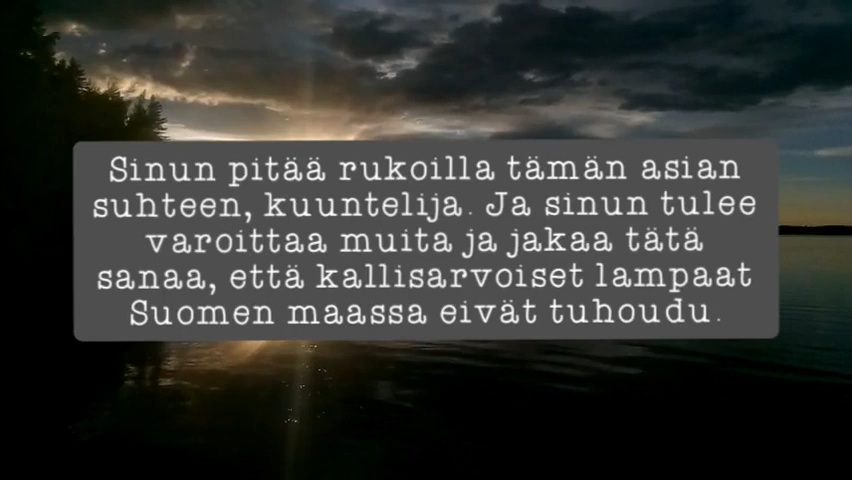 Sinun pitää rukoilla tämän asian
suhteen, kuuntelija. Ja sinun tulee
varoittaa muita ja jakaa tätä
sanaa, että kallisarvoiset lampaat
Suomen maassa eivät tuhoudu.